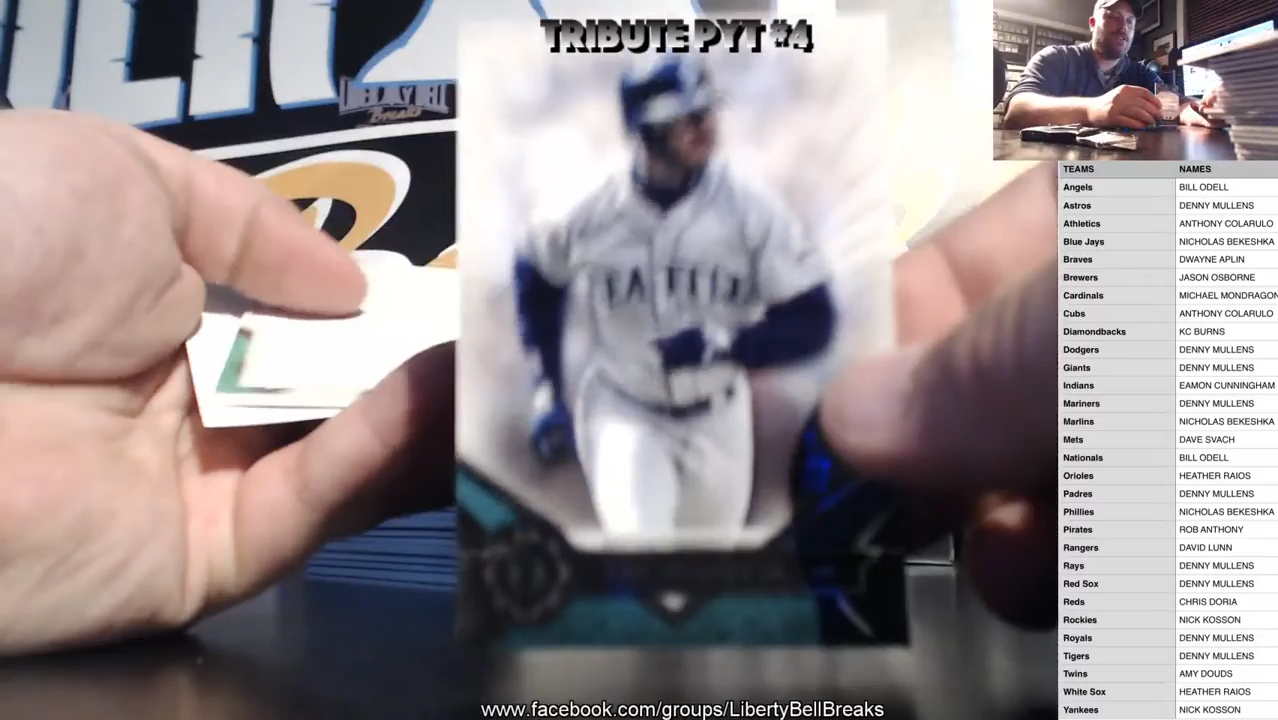 TRIBUTE PYT #4
SEATTLE
TEAMS NAMES
Angels BILL ODELL
Astros DENNY MULLENS
Athletics ANTHONY COLARULO
Blue Jays NICHOLAS BEKESHKA
Braves DWAYNE APLIN
Brewers JASON OSBORNE
Cardinals MICHAEL MONDRAGON
Cubs ANTHONY COLARULO
Diamondbacks KC BURNS
Dodgers DENNY MULLENS
Giants DENNY MULLENS
Indians EAMON CUNNINGHAM
Mariners DENNY MULLENS
Marlins NICHOLAS BEKESHKA
Mets DAVE SVACH
Nationals BILL ODELL
Orioles HEATHER RAIOS
Padres DENNY MULLENS
Phillies NICHOLAS BEKESHKA
Pirates ROB ANTHONY
Rangers DAVID LUNN
Rays DENNY MULLENS
Red Sox DENNY MULLENS
Reds CHRIS DORIA
Rockies NICK KOSSON
Royals DENNY MULLENS
Tigers DENNY MULLENS
Twins AMY DOUDS
White Sox HEATHER RAIOS
Yankees NICK KOSSON
www.facebook.com/groups/LibertyBellBreaks